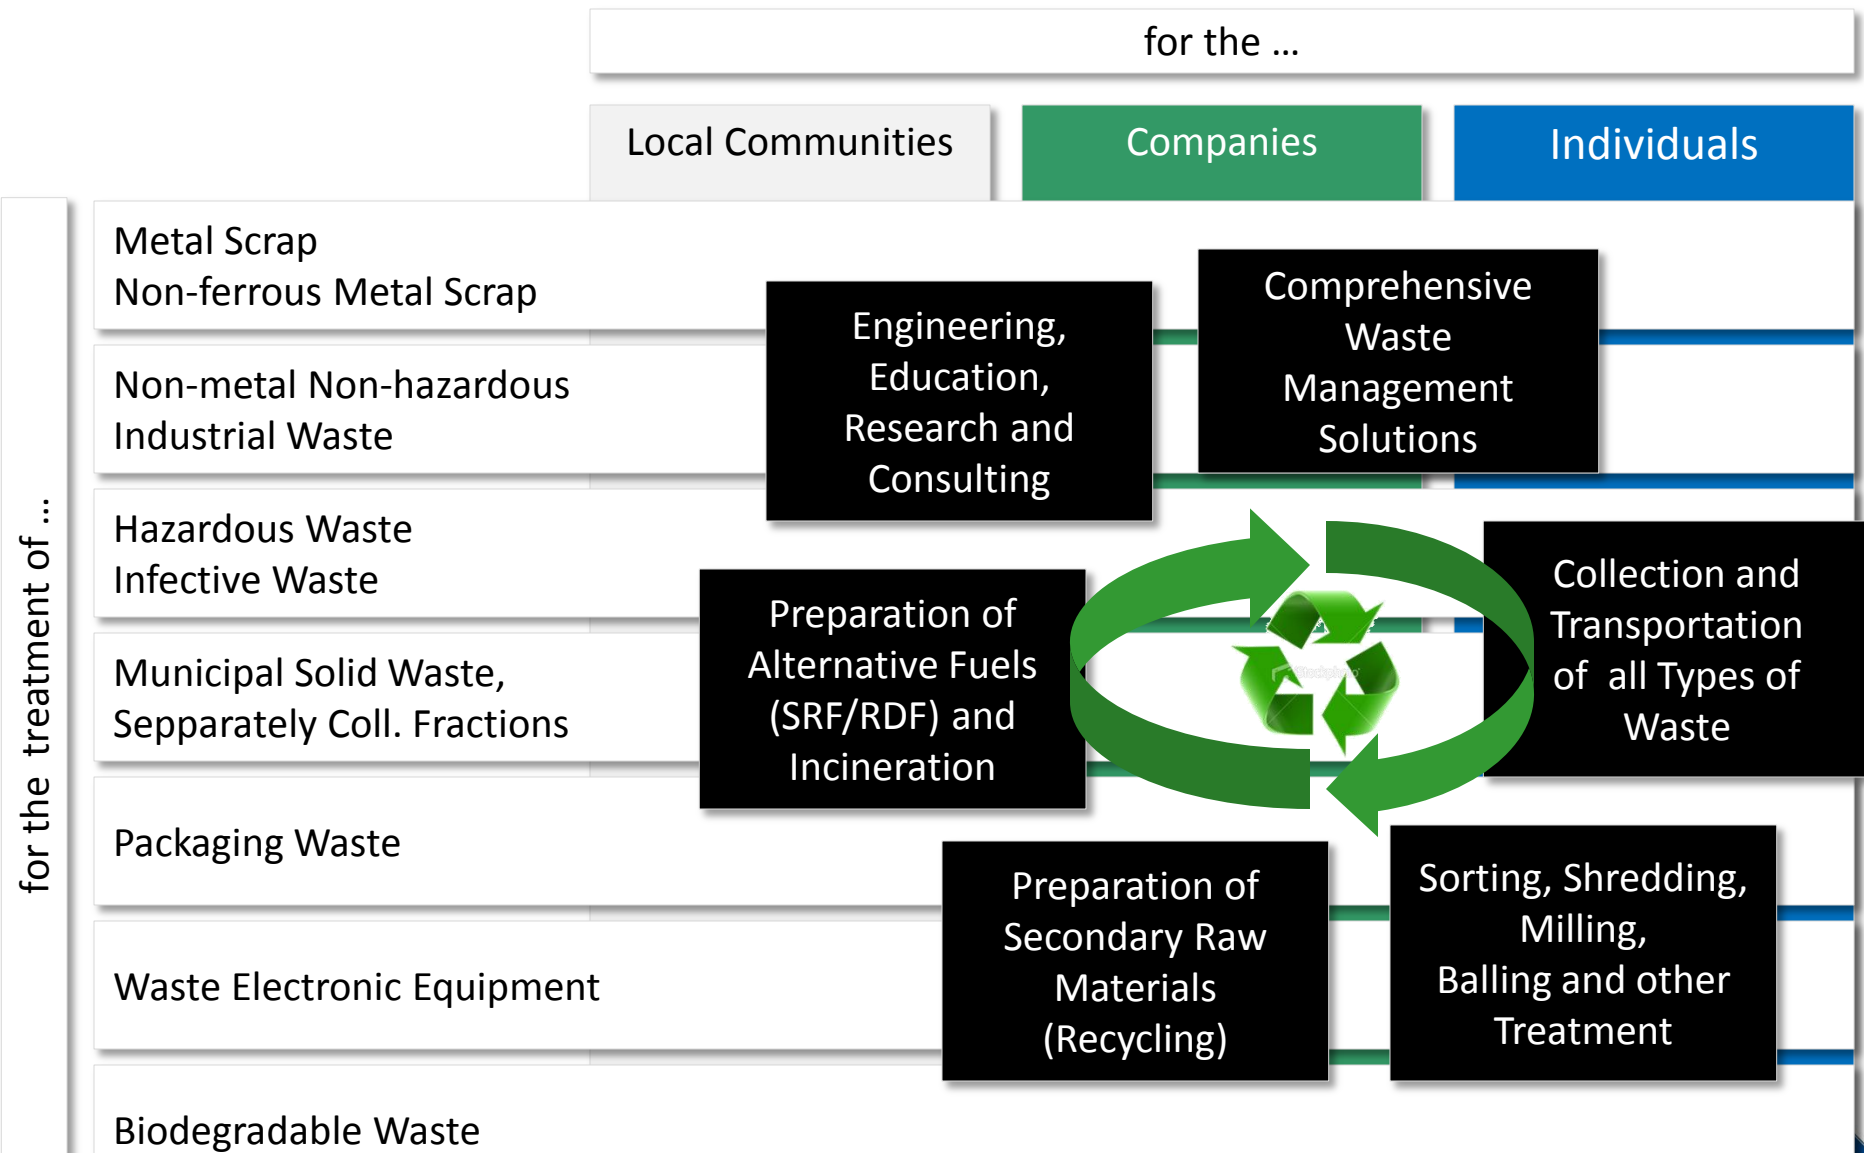 for the ...
Local Communities
Companies
Individuals
for the treatment of ...
Metal Scrap
Non-ferrous Metal Scrap
Non-metal Non-hazardous
Industrial Waste
Hazardous Waste
Infective Waste
Municipal Solid Waste,
Sepparately Coll. Fractions
Packaging Waste
Waste Electronic Equipment
Biodegradable Waste
Engineering,
Education,
Research and
Consulting
Comprehensive
Waste
Management
Solutions
Preparation of
Alternative Fuels
(SRF/RDF) and
Incineration
Collection and
Transportation
of all Types of
Waste
Preparation of
Secondary Raw
Materials
(Recycling)
Sorting, Shredding,
Milling,
Balling and other
Treatment